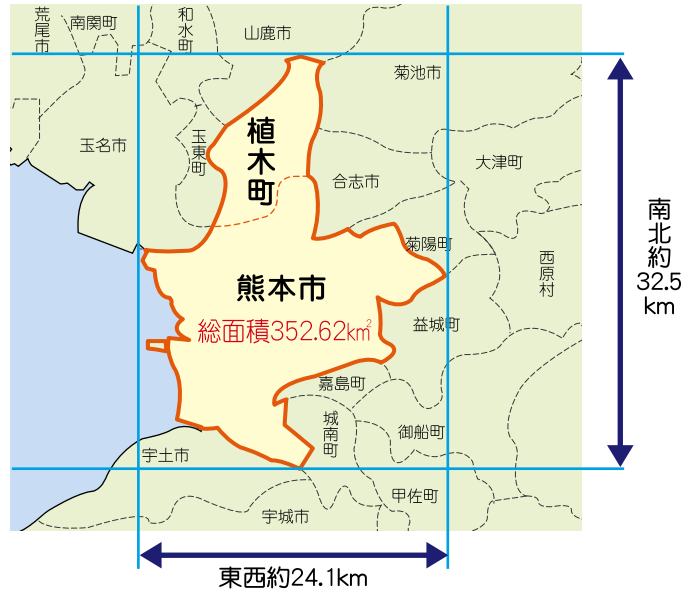 荒尾市
南関町
和水町
山鹿市
菊池市
玉名市
玉東町
植木町
合志市
大津町
菊陽町
西原村
熊本市
総面積352.62km²
益城町
嘉島町
城南町
御船町
宇土市
甲佐町
宇城市
南北約
32.5
km
東西約24.1km